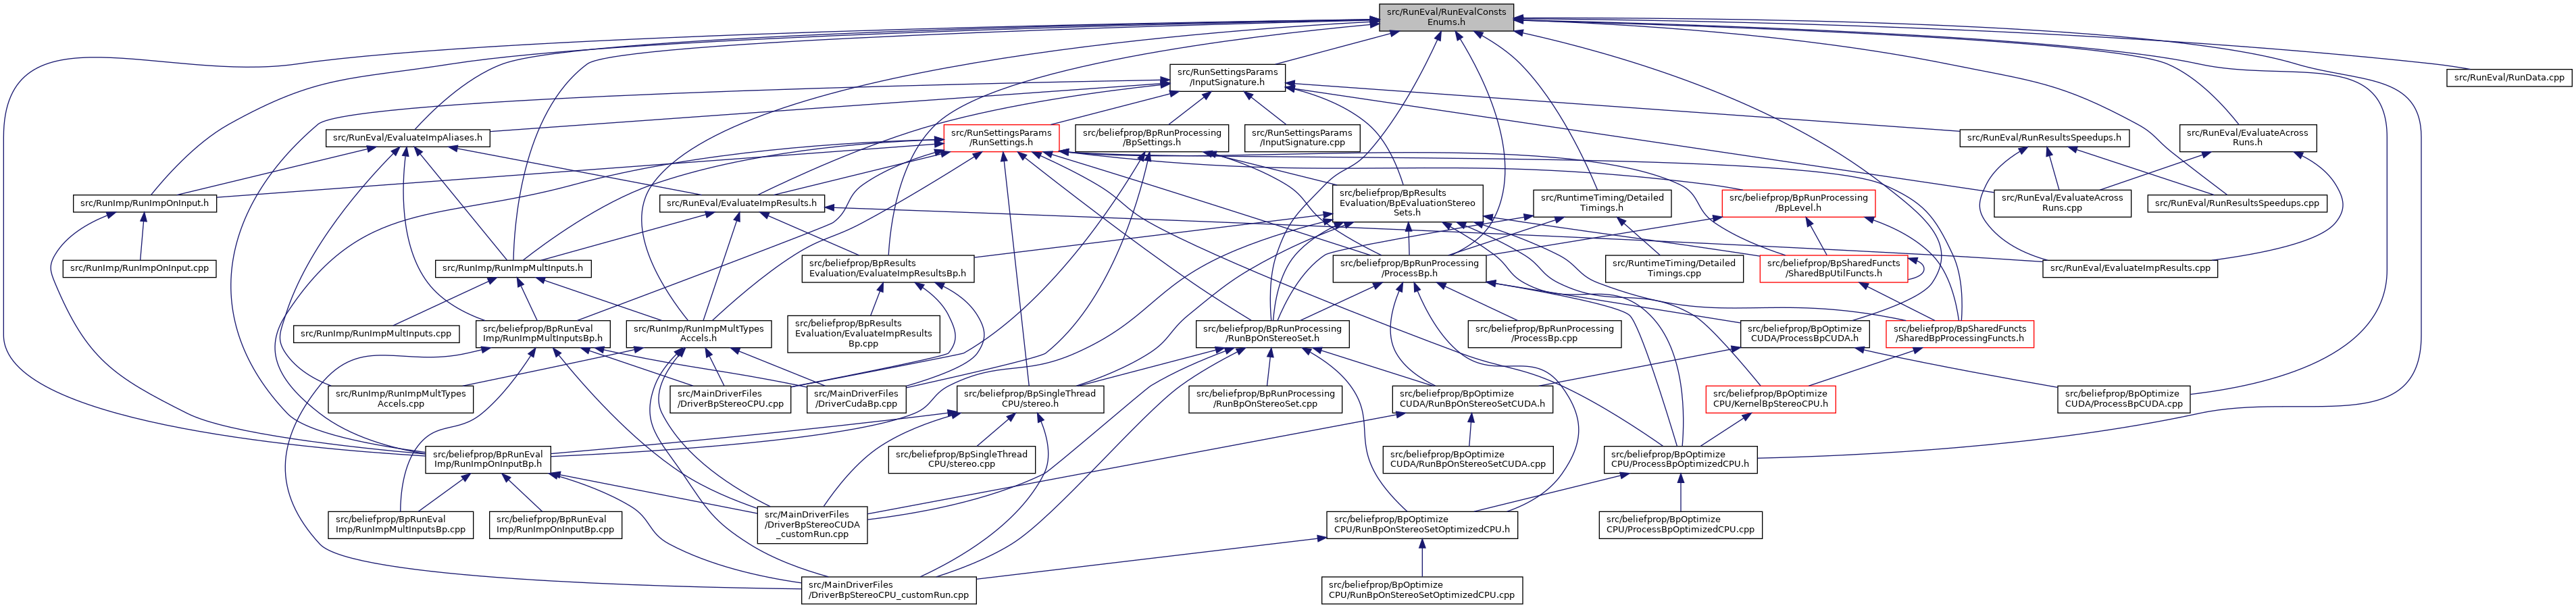 src/RunEval/RunEvalConsts
Enums.h
src/RunSettingsParams
/InputSignature.h
src/RunEval/RunData.cpp
src/RunEval/EvaluateImpAliases.h
src/RunSettingsParams
/RunSettings.h
src/beliefprop/BpRunProcessing
/BpSettings.h
src/RunSettingsParams
/InputSignature.cpp
src/RunEval/RunResultsSpeedups.h
src/RunEval/EvaluateAcross
Runs.h
src/RunImp/RunImpOnInput.h
src/RunEval/EvaluateImpResults.h
src/beliefprop/BpResults
Evaluation/BpEvaluationStereo
Sets.h
src/RuntimeTiming/Detailed
Timings.h
src/beliefprop/BpRunProcessing
/BpLevel.h
src/RunEval/EvaluateAcross
Runs.cpp
src/RunEval/RunResultsSpeedups.cpp
src/RunImp/RunImpOnInput.cpp
src/RunImp/RunImpMultInputs.h
src/beliefprop/BpResults
Evaluation/EvaluateImpResultsBp.h
src/beliefprop/BpRunProcessing
/ProcessBp.h
src/RuntimeTiming/Detailed
Timings.cpp
src/beliefprop/BpSharedFuncts
/SharedBpUtilFuncts.h
src/RunEval/EvaluateImpResults.cpp
src/RunImp/RunImpMultInputs.cpp
src/beliefprop/BpRunEval
Imp/RunImpMultInputsBp.h
src/RunImp/RunImpMultTypes
Accels.h
src/beliefprop/BpResults
Evaluation/EvaluateImpResults
Bp.cpp
src/beliefprop/BpRunProcessing
/RunBpOnStereoSet.h
src/beliefprop/BpRunProcessing
/ProcessBp.cpp
src/beliefprop/BpOptimize
CUDA/ProcessBpCUDA.h
src/beliefprop/BpSharedFuncts
/SharedBpProcessingFuncts.h
src/RunImp/RunImpMultTypes
Accels.cpp
src/MainDriverFiles
/DriverBpStereoCPU.cpp
src/MainDriverFiles
/DriverCudaBp.cpp
src/beliefprop/BpSingleThread
CPU/stereo.h
src/beliefprop/BpRunProcessing
/RunBpOnStereoSet.cpp
src/beliefprop/BpOptimize
CUDA/RunBpOnStereoSetCUDA.h
src/beliefprop/BpOptimize
CPU/KernelBpStereoCPU.h
src/beliefprop/BpOptimize
CUDA/ProcessBpCUDA.cpp
src/beliefprop/BpRunEval
Imp/RunImpOnInputBp.h
src/beliefprop/BpSingleThread
CPU/stereo.cpp
src/beliefprop/BpOptimize
CUDA/RunBpOnStereoSetCUDA.cpp
src/beliefprop/BpOptimize
CPU/ProcessBpOptimizedCPU.h
src/beliefprop/BpRunEval
Imp/RunImpMultInputsBp.cpp
src/beliefprop/BpRunEval
Imp/RunImpOnInputBp.cpp
src/MainDriverFiles
/DriverBpStereoCUDA
_customRun.cpp
src/beliefprop/BpOptimize
CPU/RunBpOnStereoSetOptimizedCPU.h
src/beliefprop/BpOptimize
CPU/ProcessBpOptimizedCPU.cpp
src/MainDriverFiles
/DriverBpStereoCPU_customRun.cpp
src/beliefprop/BpOptimize
CPU/RunBpOnStereoSetOptimizedCPU.cpp